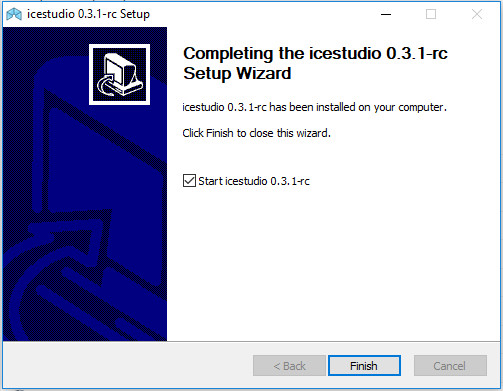 icestudio 0.3.1-rc Setup
Completing the icestudio 0.3.1-rc
Setup Wizard
icestudio 0.3.1-rc has been installed on your computer.
Click Finish to close this wizard.
Start icestudio 0.3.1-rc
< Back
Finish
Cancel